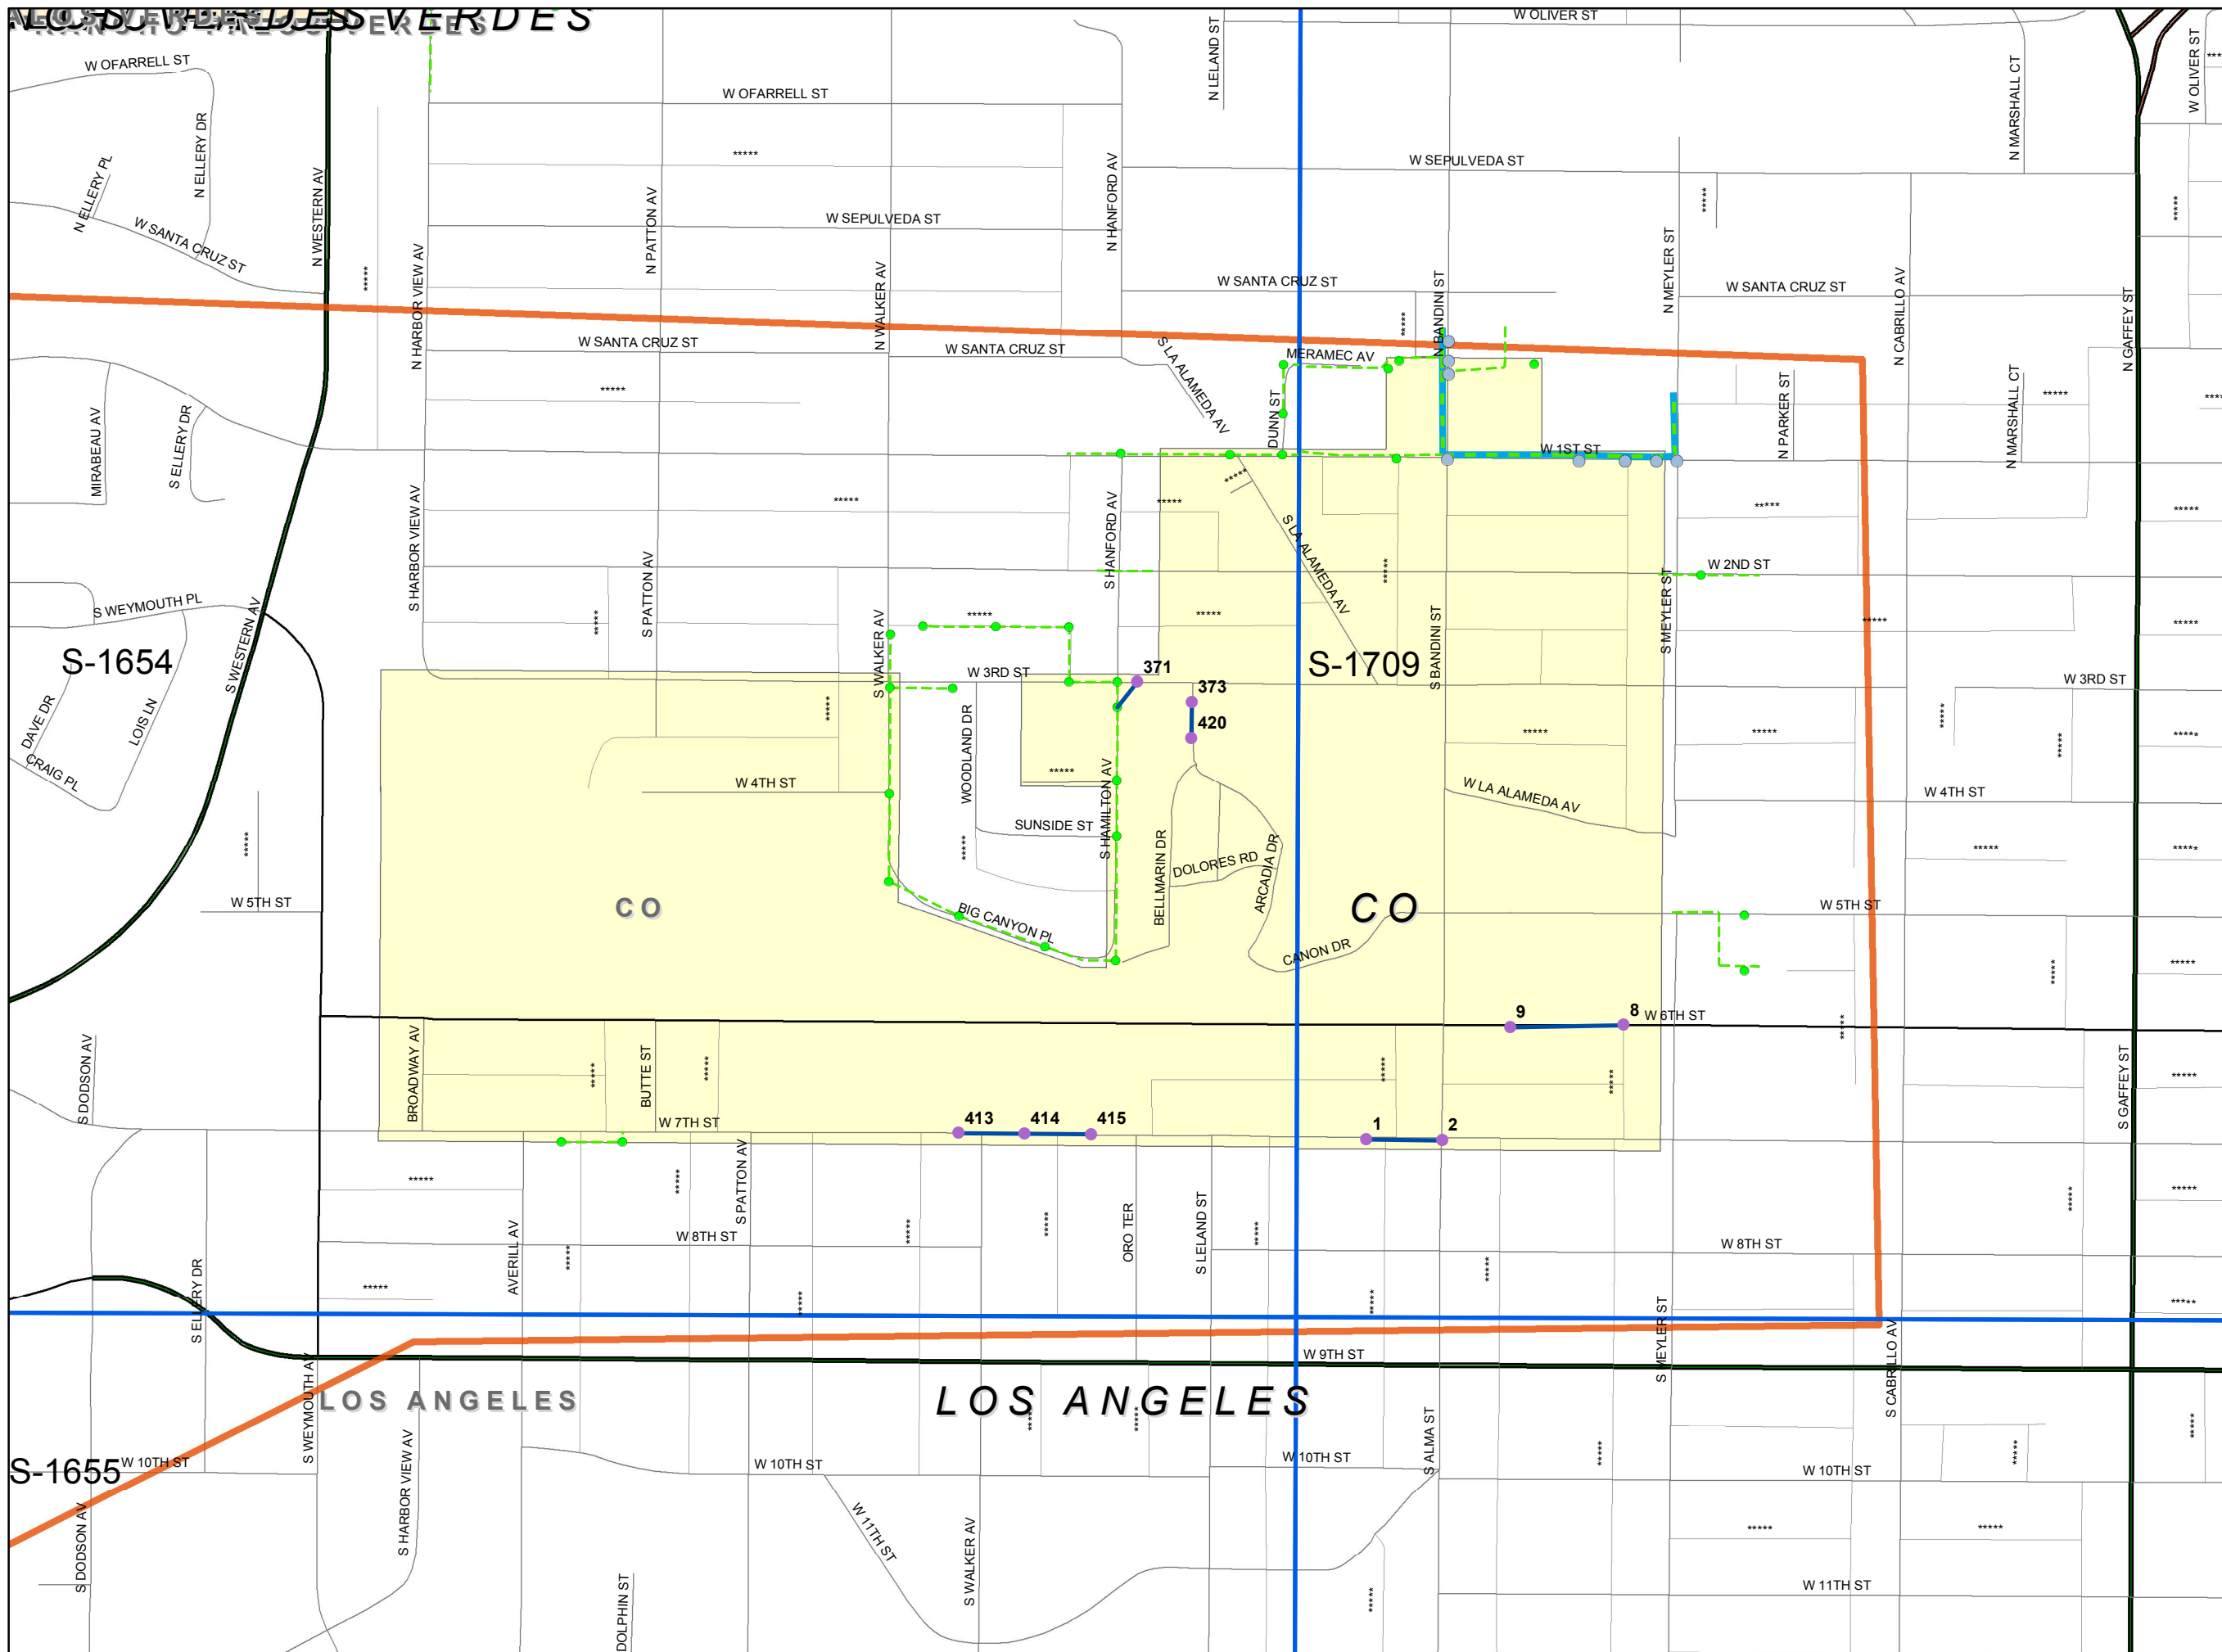 W OLIVER ST
W OFARRELL ST
W OFARRELL ST
N ELLERY DR
N ELLERY PL
N WESTERN AV
W SANTA CRUZ ST
N LELAND ST
N MARSHALL CT
W OLIVER ST
*****
W SEPULVEDA ST
W SEPULVEDA ST
N PATTON AV
N HANFORD AV
N HARBOR VIEW AV
N WALKER AV
*****
*****
*****
W SANTA CRUZ ST
W SANTA CRUZ ST
W SANTA CRUZ ST
W SANTA CRUZ ST
N BANDINI ST
N MEYLER ST
N CABRILLO AV
N GAFFEY ST
*****
S LA ALAMEDA AV
MERAMEC AV
DUNN ST
N PARKER ST
N MARSHALL CT
*****
*****
MIRABEAU AV
S ELLERY DR
W 1ST ST
*****
*****
*****
*****
*****
S HARBOR VIEW AV
S PATTON AV
S HANFORD AV
S LA ALAMEDA AV
*****
W 2ND ST
S WEYMOUTH PL
S WESTERN AV
*****
S WALKER AV
*****
*****
S BANDINI ST
S MEYLER ST
*****
*****
S-1654
S-1709
W 3RD ST
371
373
420
W 3RD ST
DAVE DR
LOIS LN
CRAIG PL
*****
WOODLAND DR
*****
*****
*****
*****
*****
*****
W 4TH ST
W LA ALAMEDA AV
W 4TH ST
SUNSIDE ST
S HAMILTON AV
*****
*****
BELLMARIN DR
DOLORES RD
ARCADIA DR
*****
*****
W 5TH ST
CO
BIG CANYON PL
CO
CANON DR
W 5TH ST
*****
*****
9
8
W 6TH ST
*****
S DODSON AV
BROADWAY AV
*****
BUTTE ST
*****
*****
*****
S GAFFEY ST
*****
W 7TH ST
413
414
415
1
2
*****
*****
S PATTON AV
*****
*****
AVERILL AV
*****
W 8TH ST
*****
*****
ORO TER
S LELAND ST
*****
*****
W 8TH ST
S ELLERY DR
*****
*****
*****
*****
S MEYLER ST
S CABRILLO AV
W 9TH ST
S WEYMOUTH AV
LOS ANGELES
LOS ANGELES
*****
S-1655
W 10TH ST
S HARBOR VIEW AV
W 10TH ST
W 10TH ST
S ALMA ST
*****
W 10TH ST
*****
*****
S DODSON AV
W 11TH ST
S WALKER AV
*****
*****
DOLPHIN ST
*****
W 11TH ST